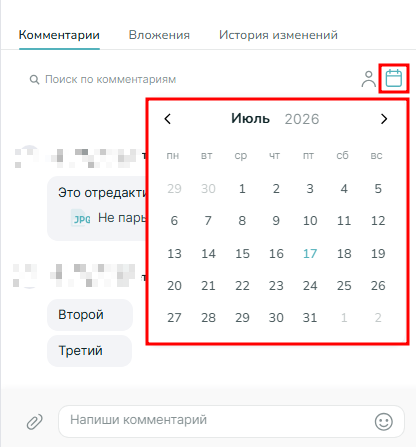 Комментарии Вложения История изменений
Поиск по комментариям
Июль 2026
пн вт ср чт пт сб вс
29 30 1 2 3 4 5
6 7 8 9 10 11 12
13 14 15 16 17 18 19
20 21 22 23 24 25 26
27 28 29 30 31 1 2
Это отредакти
JPG Не пары
Второй
Третий
Напиши комментарий